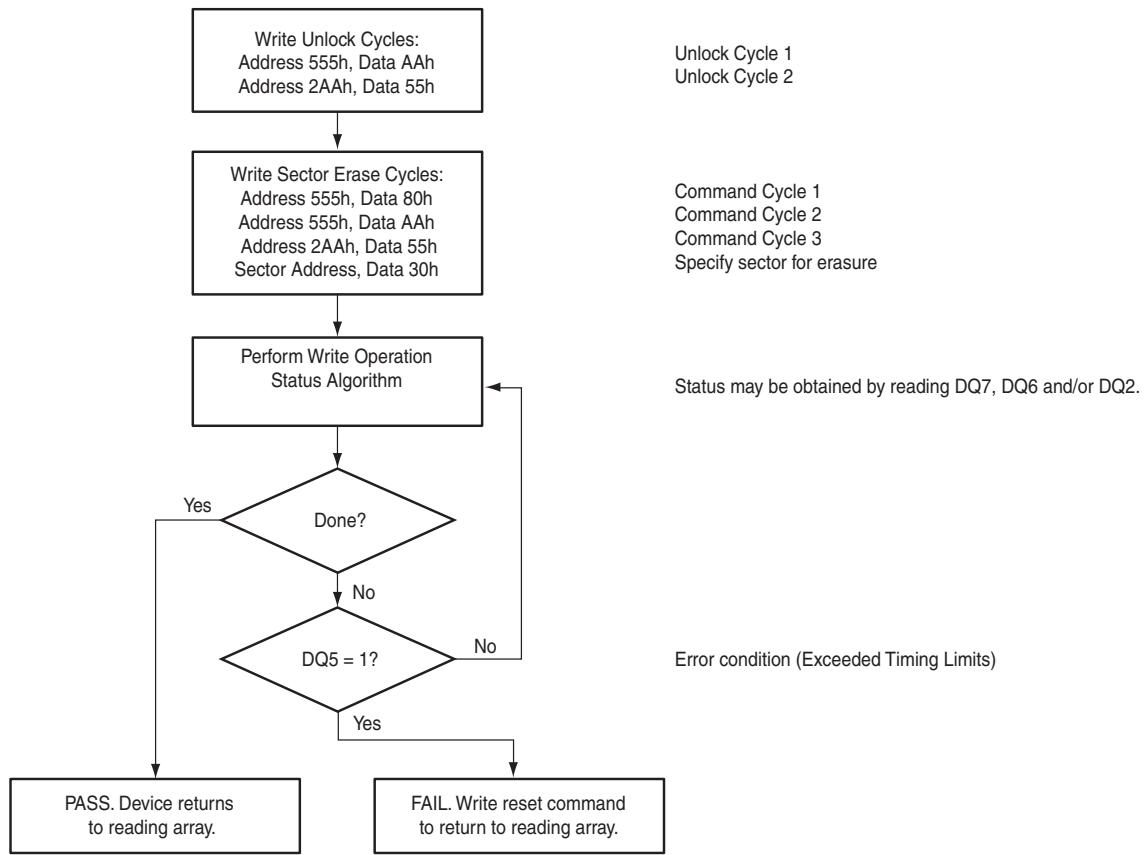 Write Unlock Cycles:
Address 555h, Data AAh
Address 2AAh, Data 55h
Unlock Cycle 1
Unlock Cycle 2
Write Sector Erase Cycles:
Address 555h, Data 80h
Address 555h, Data AAh
Address 2AAh, Data 55h
Sector Address, Data 30h
Command Cycle 1
Command Cycle 2
Command Cycle 3
Specify sector for erasure
Perform Write Operation
Status Algorithm
Status may be obtained by reading DQ7, DQ6 and/or DQ2.
Yes
Done?
No
DQ5 = 1?
No
Error condition (Exceeded Timing Limits)
Yes
PASS. Device returns
to reading array.
FAIL. Write reset command
to return to reading array.